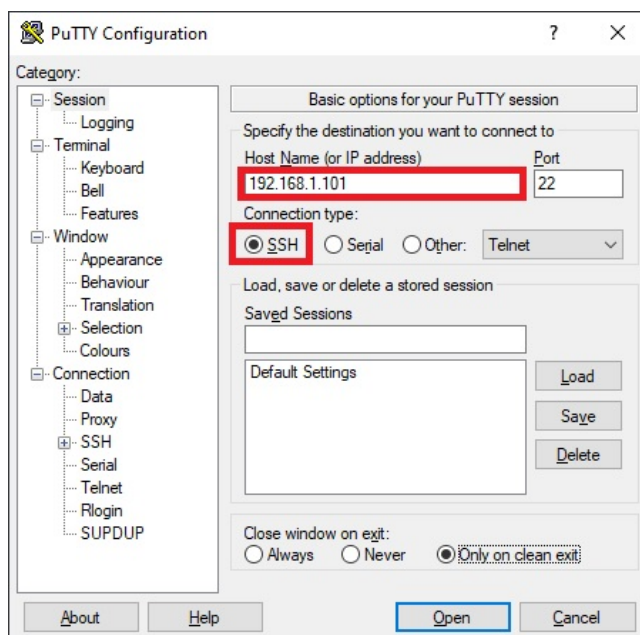 PuTTY Configuration
?
Category:
Session
Logging
Terminal
Keyboard
Bell
Features
Window
Appearance
Behaviour
Translation
Selection
Colours
Connection
Data
Proxy
SSH
Serial
Telnet
Rlogin
SUPDUP
Basic options for your PuTTY session
Specify the destination you want to connect to
Host Name (or IP address) Port
192.168.1.101 22
Connection type:
SSH Serial Other: Telnet
Load, save or delete a stored session
Saved Sessions
Default Settings
Load
Save
Delete
Close window on exit:
Always Never Only on clean exit
About Help Open Cancel